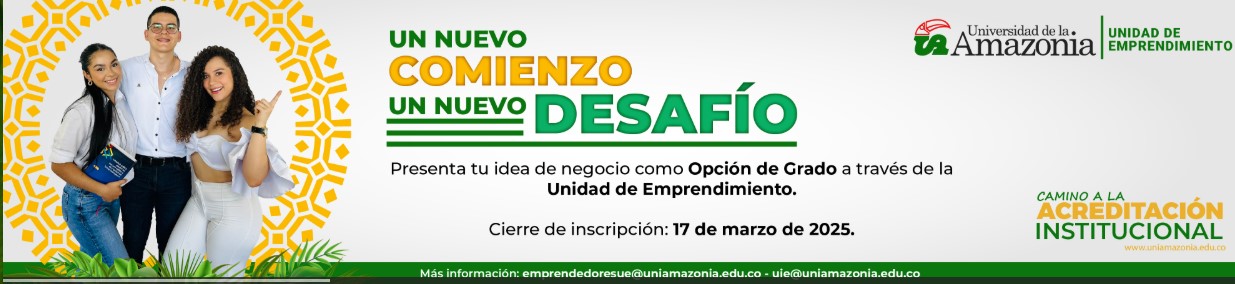 UN NUEVO
COMIENZO
UN NUEVO DESAFÍO
Presenta tu idea de negocio como Opción de Grado a través de la
Unidad de Emprendimiento.
Cierre de inscripción: 17 de marzo de 2025.
Universidad de la
Amazonia
UNIDAD DE
EMPRENDIMIENTO
CAMINO A LA
ACREDITACIÓN
INSTITUCIONAL
www.uniamazonia.edu.co
Más información: emprendedoresue@uniamazonia.edu.co - uie@uniamazonia.edu.co